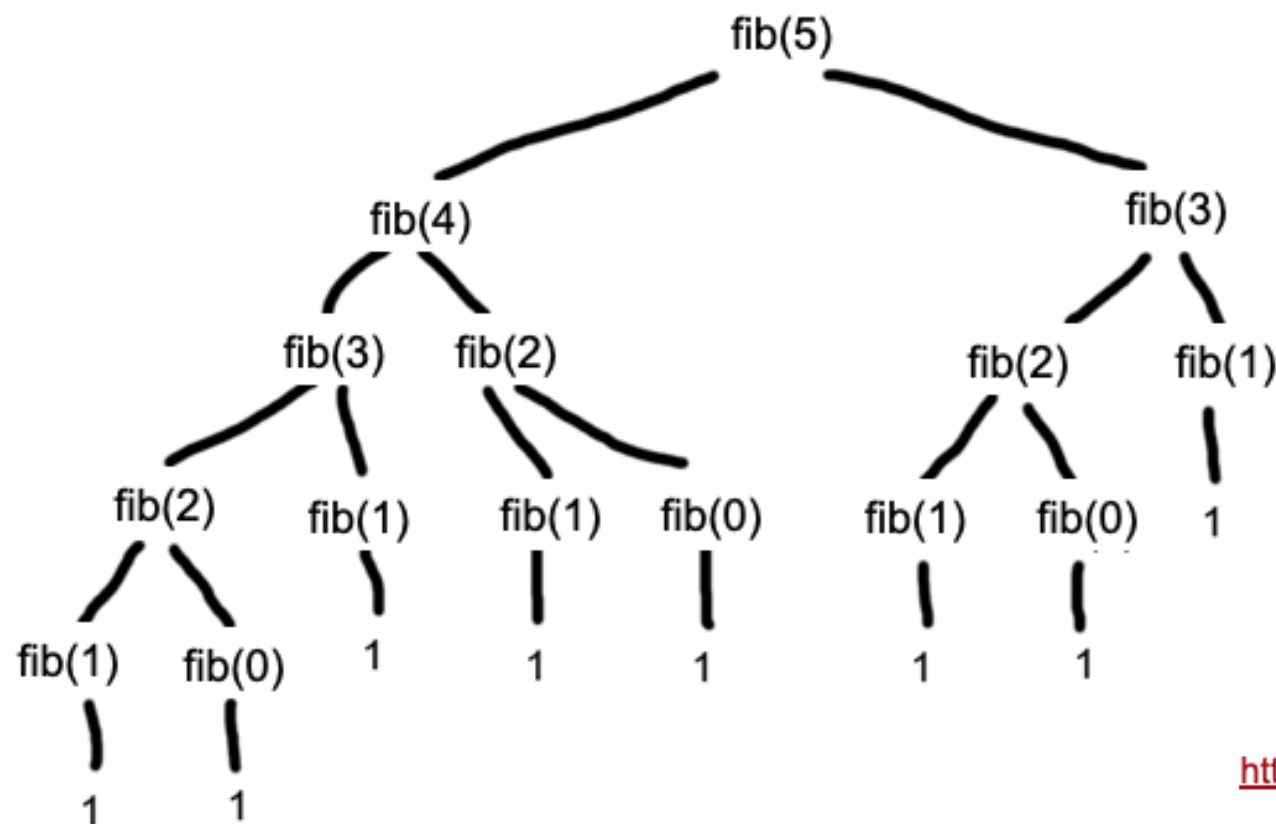 fib(5)
fib(4) fib(3)
fib(3) fib(2) fib(2) fib(1)
fib(2) fib(1) fib(1) fib(0) fib(1) fib(0) 1
fib(1) fib(0) 1 1 1 1 1
htt
1 1